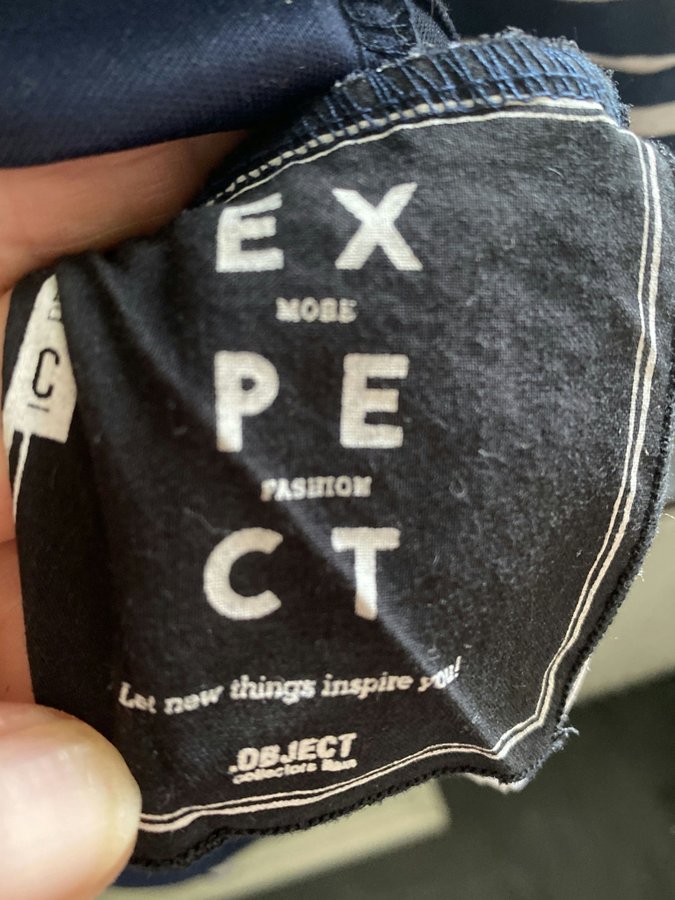 EX
MORE
PE
FASHION
CT
Let new things inspire you!
.OBJECT
collectors item
C